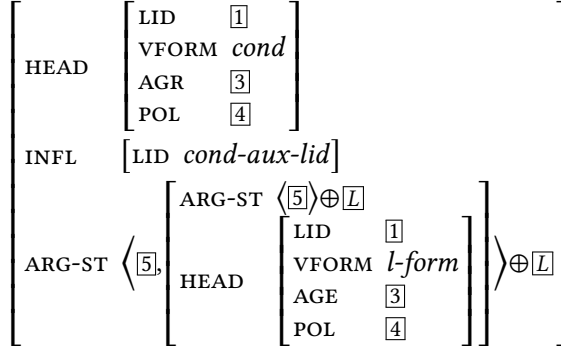 LID 1
VFORM cond
HEAD
AGR 3
POL 4
INFL [LID cond-aux-lid]
ARG-ST ⟨5⟩⊕L
LID 1
VFORM l-form
ARG-ST ⟨5, HEAD ⟩⊕L
AGE 3
POL 4